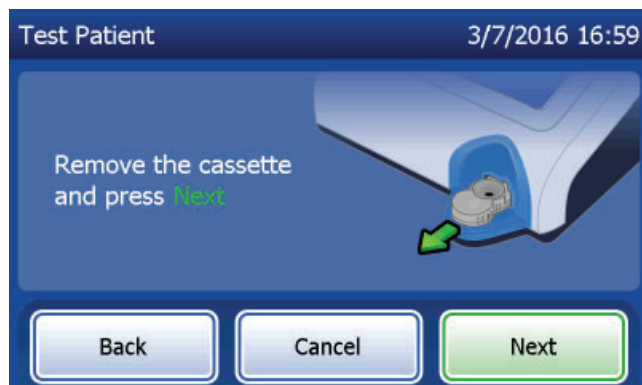 Test Patient 3/7/2016 16:59
Remove the cassette
and press Next
Back Cancel Next